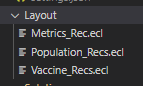 Layout
Metrics_Rec.ecl
Population_Recs.ecl
Vaccine_Recs.ecl